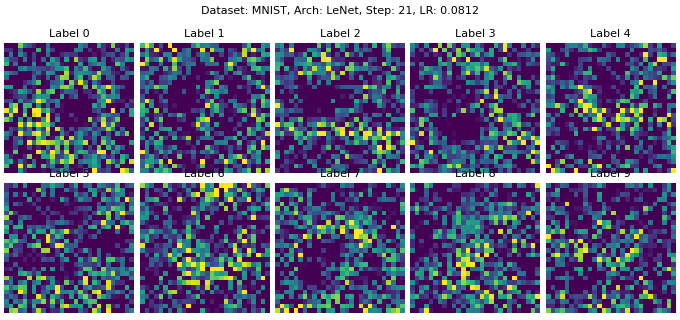 Dataset: MNIST, Arch: LeNet, Step: 21, LR: 0.0812
Label 0 Label 1 Label 2 Label 3 Label 4
Label 5 Label 6 Label 7 Label 8 Label 9